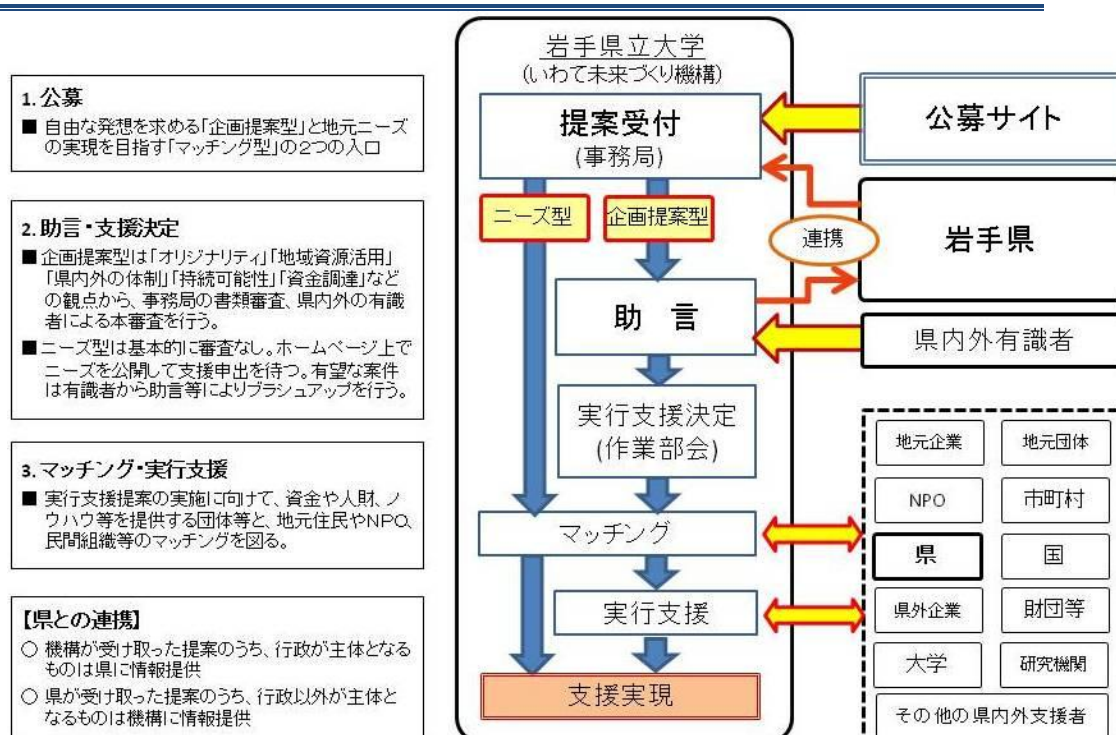 1. 公募
■ 自由な発想を求める「企画提案型」と地元ニーズ
の実現を目指す「マッチング型」の2つの入口
2. 助言・支援決定
■企画提案型は「オリジナリティ」「地域資源活用」
「県内外の体制」「持続可能性」「資金調達」など
の観点から、事務局の書類審査、県内外の有識
者による本審査を行う。
■ニーズ型は基本的に審査なし。ホームページ上で
ニーズを公開して支援申出を待つ。有望な案件
は有識者から助言等によりブラシュアップを行う。
3. マッチング・実行支援
■ 実行支援提案の実施に向けて、資金や人財、ノ
ウハウ等を提供する団体等と、地元住民やNPO、
民間組織等のマッチングを図る。
【県との連携】
○ 機構が受け取った提案のうち、行政が主体となる
ものは県に情報提供
○ 県が受け取った提案のうち、行政以外が主体と
なるものは機構に情報提供
岩手県立大学
(いわて未来づくり機構)
提案受付
(事務局)
ニーズ型
企画提案型
助 言
実行支援決定
(作業部会)
マッチング
実行支援
支援実現
公募サイト
連携
岩手県
県内外有識者
地元企業
地元団体
NPO
市町村
県
国
県外企業
財団等
大学
研究機関
その他の県内外支援者